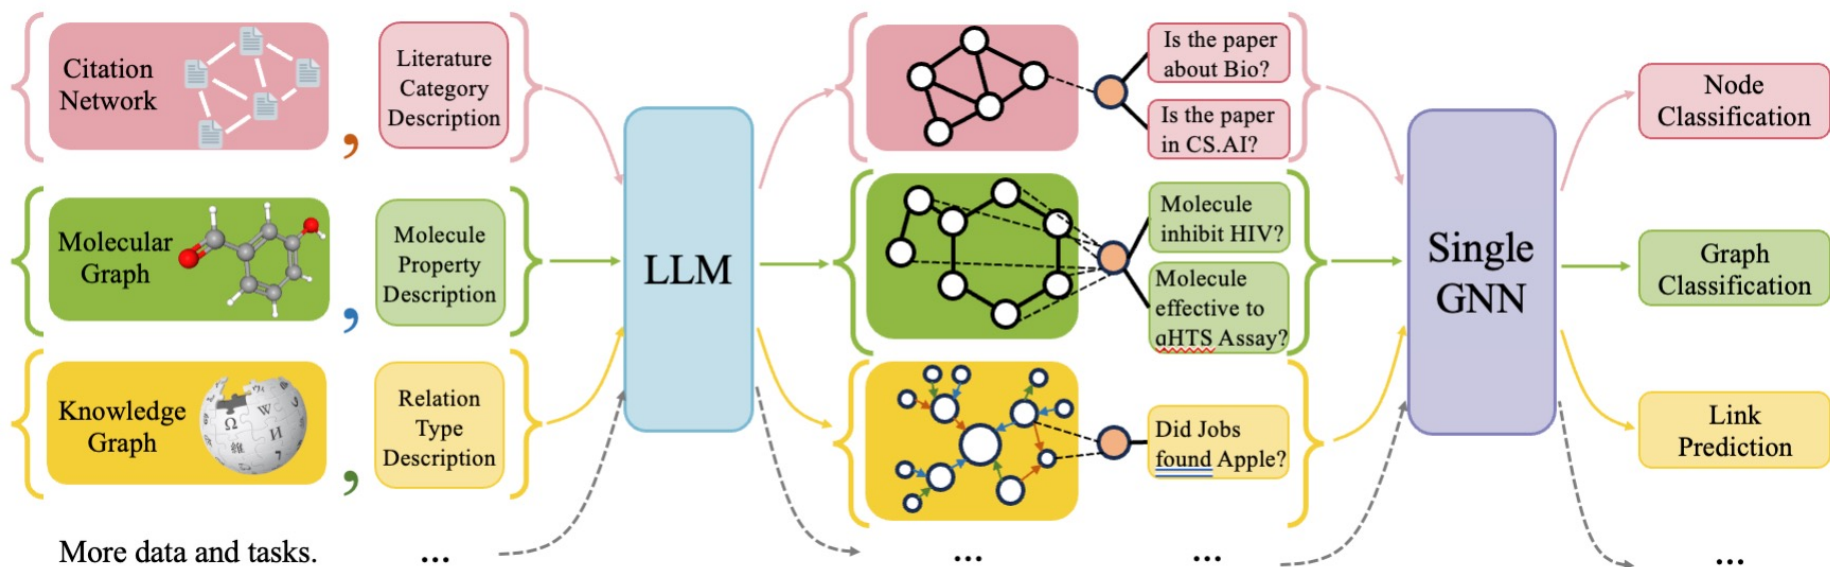 Citation
Network
,
Literature
Category
Description
Is the paper
about Bio?
Is the paper
in CS.AI?
Node
Classification
Molecular
Graph
,
Molecule
Property
Description
LLM
Molecule
inhibit HIV?
Molecule
effective to
qHTS Assay?
Single
GNN
Graph
Classification
Knowledge
Graph
Ω
W
И
,
Relation
Type
Description
Did Jobs
found Apple?
Link
Prediction
More data and tasks.
...
...
...
...